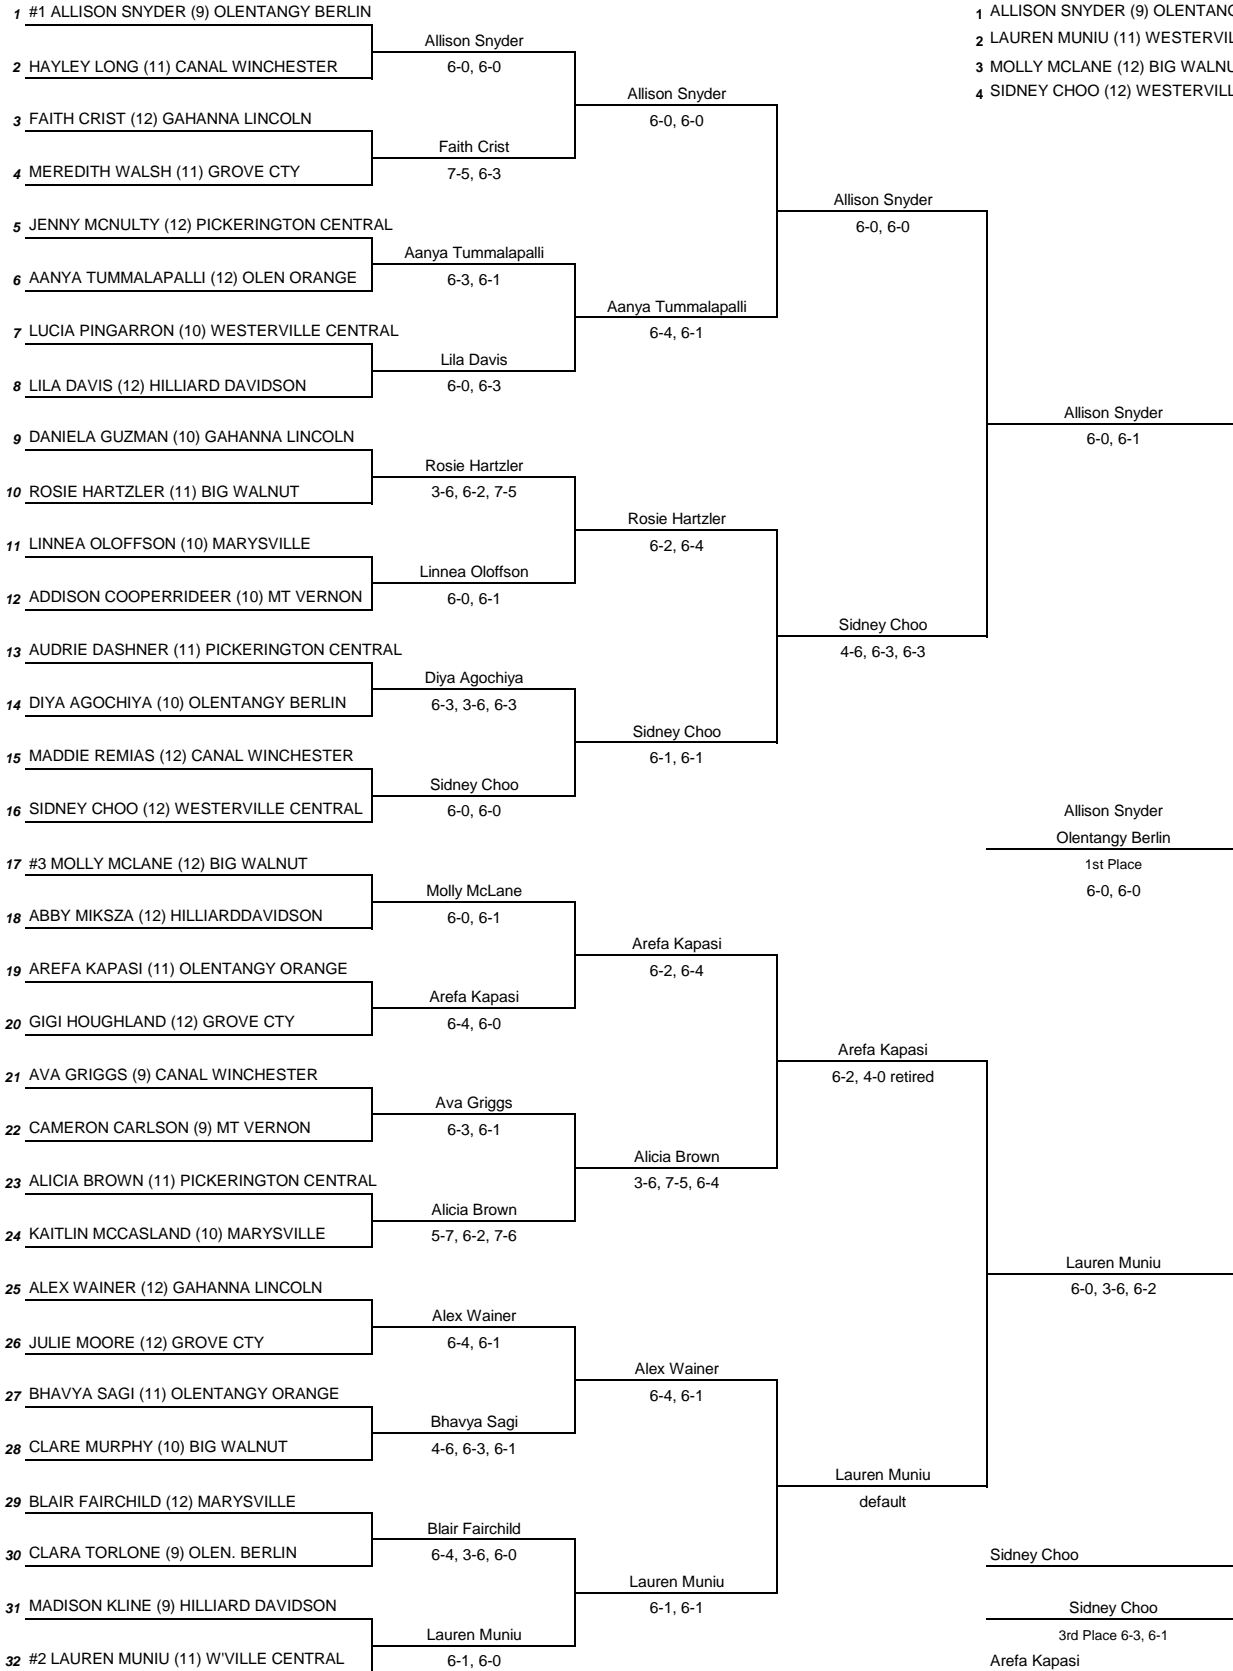 1 #1 ALLISON SNYDER (9) OLENTANGY BERLIN
2 HAYLEY LONG (11) CANAL WINCHESTER
3 FAITH CRIST (12) GAHANNA LINCOLN
4 MEREDITH WALSH (11) GROVE CTY
5 JENNY MCNULTY (12) PICKERINGTON CENTRAL
6 AANYA TUMMALAPALLI (12) OLEN ORANGE
7 LUCIA PINGARRON (10) WESTERVILLE CENTRAL
8 LILA DAVIS (12) HILLIARD DAVIDSON
9 DANIELA GUZMAN (10) GAHANNA LINCOLN
10 ROSIE HARTZLER (11) BIG WALNUT
11 LINNEA OLOFFSON (10) MARYSVILLE
12 ADDISON COOPERRIDEER (10) MT VERNON
13 AUDRIE DASHNER (11) PICKERINGTON CENTRAL
14 DIYA AGOCHIYA (10) OLENTANGY BERLIN
15 MADDIE REMIAS (12) CANAL WINCHESTER
16 SIDNEY CHOO (12) WESTERVILLE CENTRAL
17 #3 MOLLY MCLANE (12) BIG WALNUT
18 ABBY MIKSZA (12) HILLIARDDAVIDSON
19 AREFA KAPASI (11) OLENTANGY ORANGE
20 GIGI HOUGHLAND (12) GROVE CTY
21 AVA GRIGGS (9) CANAL WINCHESTER
22 CAMERON CARLSON (9) MT VERNON
23 ALICIA BROWN (11) PICKERINGTON CENTRAL
24 KAITLIN MCCASLAND (10) MARYSVILLE
25 ALEX WAINER (12) GAHANNA LINCOLN
26 JULIE MOORE (12) GROVE CTY
27 BHAVYA SAGI (11) OLENTANGY ORANGE
28 CLARE MURPHY (10) BIG WALNUT
29 BLAIR FAIRCHILD (12) MARYSVILLE
30 CLARA TORLONE (9) OLEN. BERLIN
31 MADISON KLINE (9) HILLIARD DAVIDSON
32 #2 LAUREN MUNIU (11) W'VILLE CENTRAL
Allison Snyder
6-0, 6-0
Faith Crist
7-5, 6-3
Aanya Tummalapalli
6-3, 6-1
Lila Davis
6-0, 6-3
Rosie Hartzler
3-6, 6-2, 7-5
Linnea Oloffson
6-0, 6-1
Diya Agochiya
6-3, 3-6, 6-3
Sidney Choo
6-0, 6-0
Molly McLane
6-0, 6-1
Arefa Kapasi
6-4, 6-0
Ava Griggs
6-3, 6-1
Alicia Brown
5-7, 6-2, 7-6
Alex Wainer
6-4, 6-1
Bhavya Sagi
4-6, 6-3, 6-1
Blair Fairchild
6-4, 3-6, 6-0
Lauren Muniu
6-1, 6-0
Allison Snyder
6-0, 6-0
Aanya Tummalapalli
6-4, 6-1
Rosie Hartzler
6-2, 6-4
Sidney Choo
6-1, 6-1
Arefa Kapasi
6-2, 6-4
Alicia Brown
3-6, 7-5, 6-4
Alex Wainer
6-4, 6-1
Lauren Muniu
6-1, 6-1
Allison Snyder
6-0, 6-0
Sidney Choo
4-6, 6-3, 6-3
Arefa Kapasi
6-2, 4-0 retired
Lauren Muniu
default
1 ALLISON SNYDER (9) OLENTANG
2 LAUREN MUNIU (11) WESTERVIL
3 MOLLY MCLANE (12) BIG WALNU
4 SIDNEY CHOO (12) WESTERVILL
Allison Snyder
6-0, 6-1
Allison Snyder
Olentangy Berlin
1st Place
6-0, 6-0
Lauren Muniu
6-0, 3-6, 6-2
Sidney Choo
Sidney Choo
3rd Place 6-3, 6-1
Arefa Kapasi